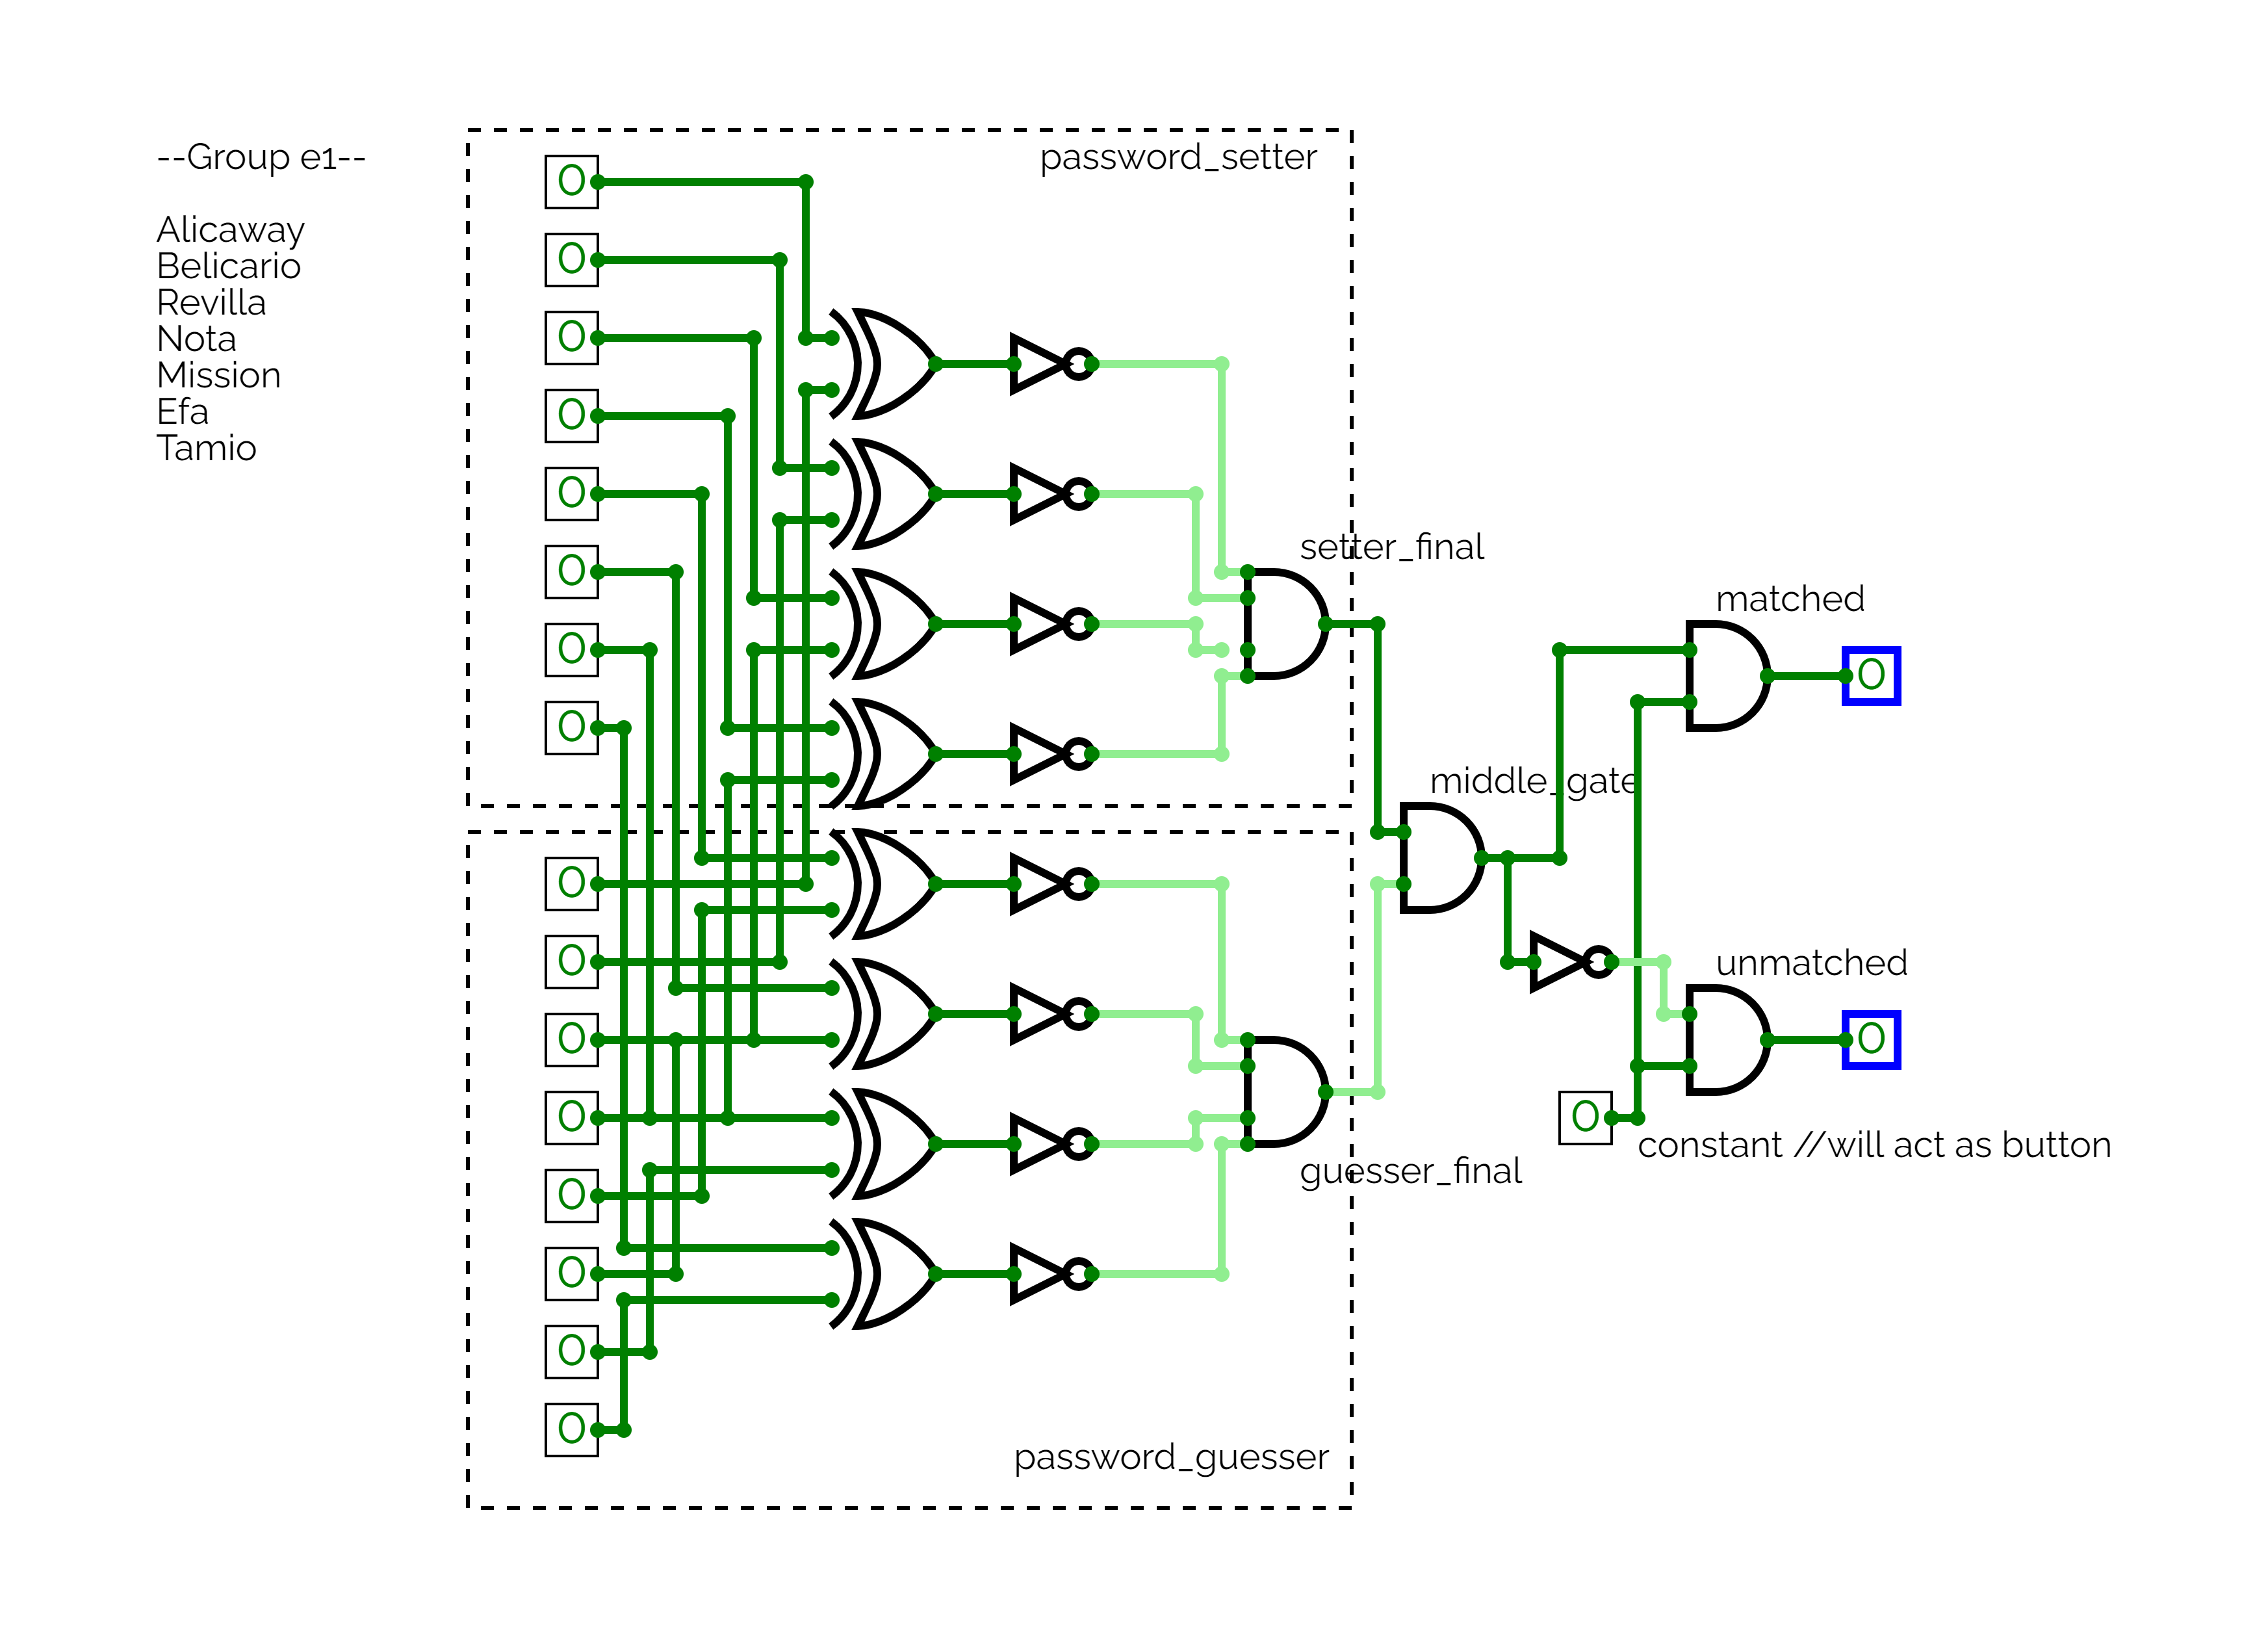 --Group e1--
Alicaway
Belicario
Revilla
Nota
Mission
Efa
Tamio
password_setter
0
0
0
0
0
0
0
0
setter_final
matched
0
middle_gate
0
0
0
0
0
0
0
0
unmatched
0
0
constant //will act as button
guesser_final
password_guesser